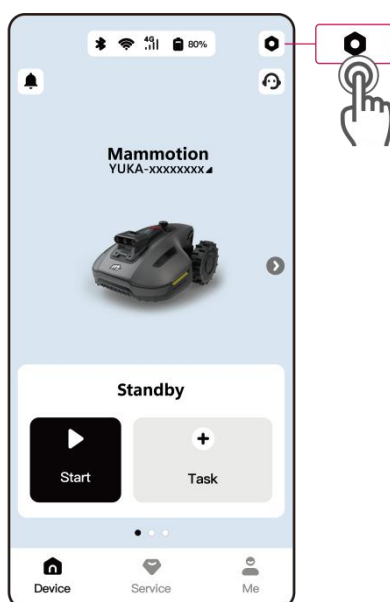 4G
80%
Mammotion
YUKA-xxxxxxxx
Standby
Start
Task
Device
Service
Me